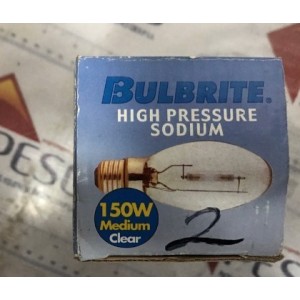 BULBRITE.
HIGH PRESSURE
SODIUM
150W
Medium
Clear
2